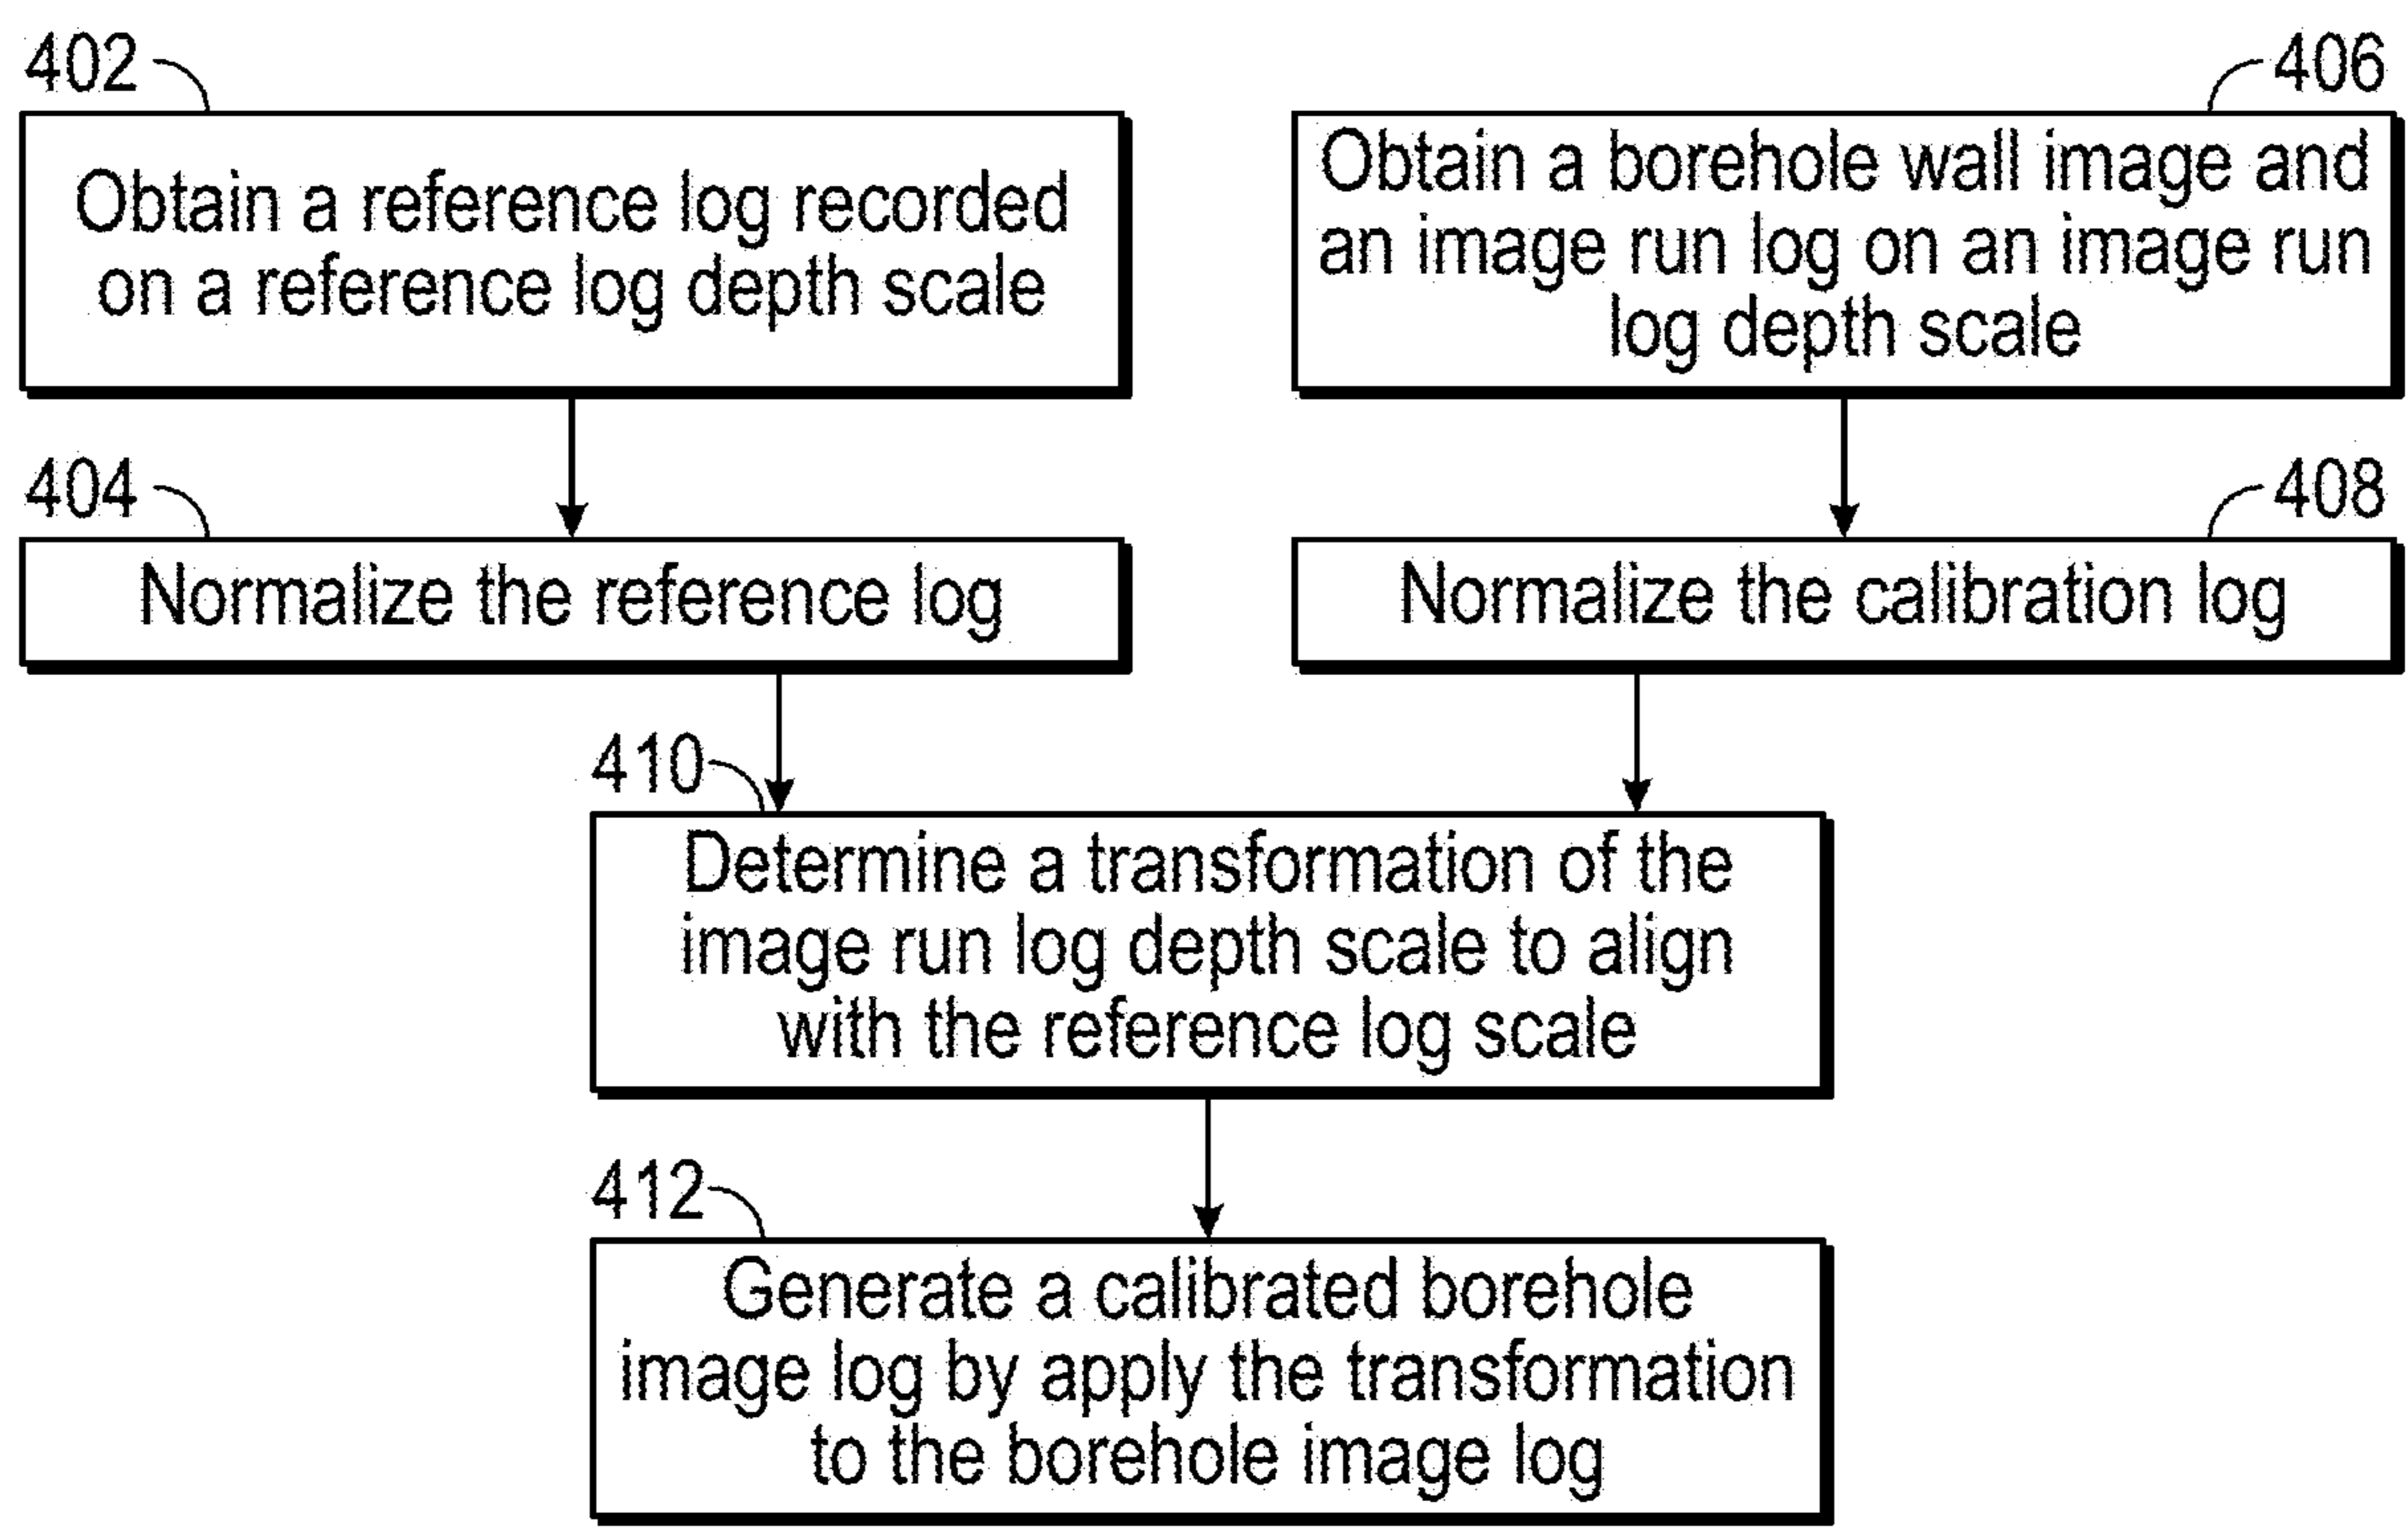 402
Obtain a reference log recorded
on a reference log depth scale
406
Obtain a borehole wall image and
an image run log on an image run
log depth scale
404
Normalize the reference log
408
Normalize the calibration log
410
Determine a transformation of the
image run log depth scale to align
with the reference log scale
412
Generate a calibrated borehole
image log by apply the transformation
to the borehole image log